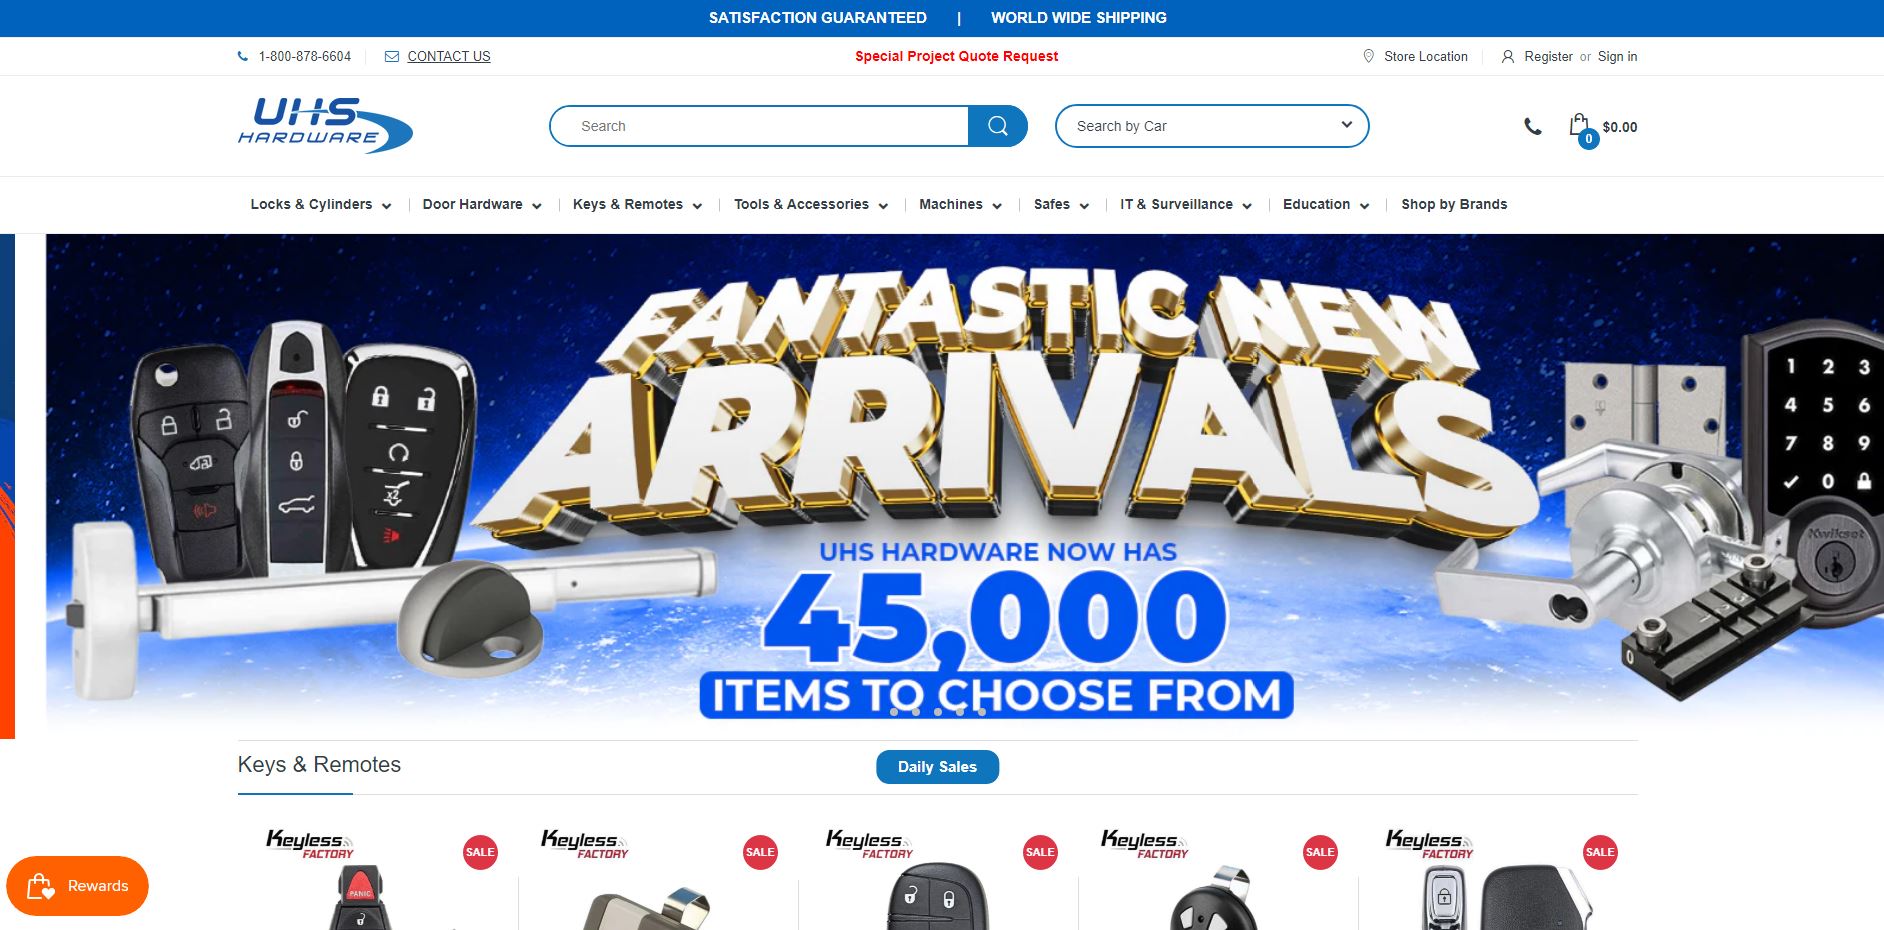 SATISFACTION GUARANTEED | WORLD WIDE SHIPPING
1-800-878-6604 CONTACT US Special Project Quote Request Store Location Register or Sign in
UHS
HARDWARE
Search Search by Car 0 $0.00
Locks & Cylinders Door Hardware Keys & Remotes Tools & Accessories Machines Safes IT & Surveillance Education Shop by Brands
FANTASTIC NEW
ARRIVALS
UHS HARDWARE NOW HAS
45,000
ITEMS TO CHOOSE FROM
x2
1 2 3
4 5 6
7 8 9
0
Kwikset
0
Keys & Remotes Daily Sales
Keyless FACTORY SALE
Keyless FACTORY SALE
Keyless FACTORY SALE
Keyless FACTORY SALE
Keyless FACTORY SALE
PANIC
Rewards